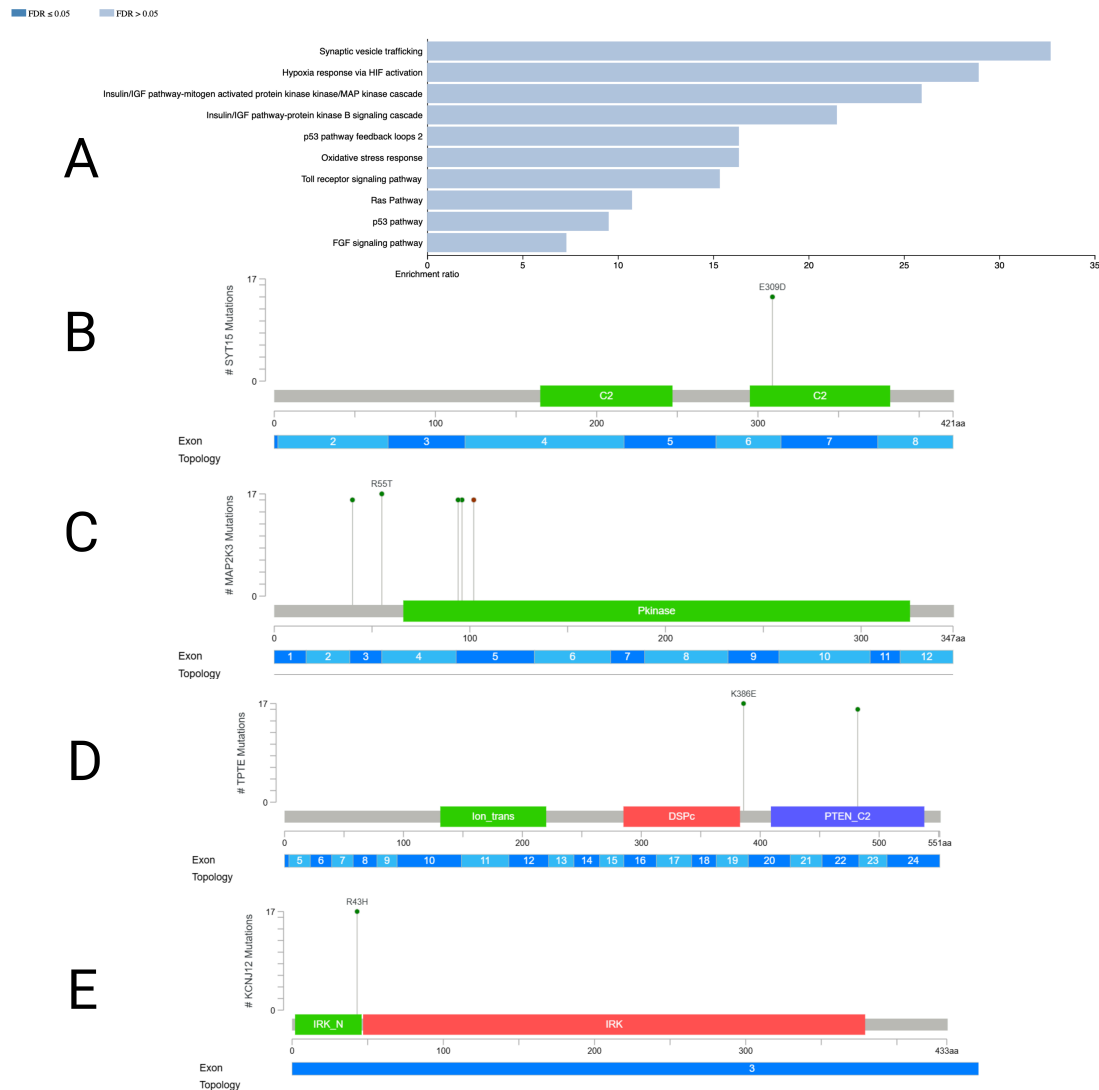 FDR ≤ 0.05 FDR > 0.05
A
Synaptic vesicle trafficking
Hypoxia response via HIF activation
Insulin/IGF pathway-mitogen activated protein kinase kinase/MAP kinase cascade
Insulin/IGF pathway-protein kinase B signaling cascade
p53 pathway feedback loops 2
Oxidative stress response
Toll receptor signaling pathway
Ras Pathway
p53 pathway
FGF signaling pathway
0 5 10 15 20 25 30 35
Enrichment ratio
B
# SYT15 Mutations
17
0
E309D
C2 C2
0 100 200 300 421aa
Exon 2 3 4 5 6 7 8
Topology
C
# MAP2K3 Mutations
17
0
R55T
Pkinase
0 100 200 300 347aa
Exon 1 2 3 4 5 6 7 8 9 10 11 12
Topology
D
# TPTE Mutations
17
0
K386E
Ion_trans DSPc PTEN_C2
0 100 200 300 400 500 551aa
Exon 5 6 7 8 9 10 11 12 13 14 15 16 17 18 19 20 21 22 23 24
Topology
E
# KCNJ12 Mutations
17
0
R43H
IRK_N IRK
0 100 200 300 433aa
Exon 3
Topology